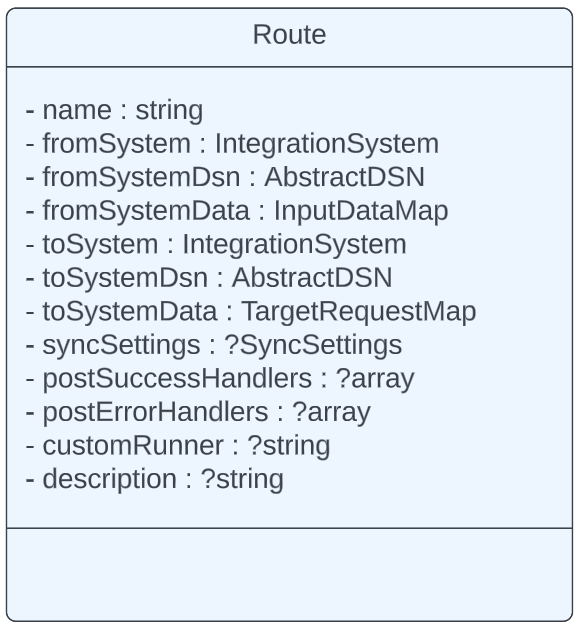 Route
- name : string
- fromSystem : IntegrationSystem
- fromSystemDsn : AbstractDSN
- fromSystemData : InputDataMap
- toSystem : IntegrationSystem
- toSystemDsn : AbstractDSN
- toSystemData : TargetRequestMap
- syncSettings : ?SyncSettings
- postSuccessHandlers : ?array
- postErrorHandlers : ?array
- customRunner : ?string
- description : ?string